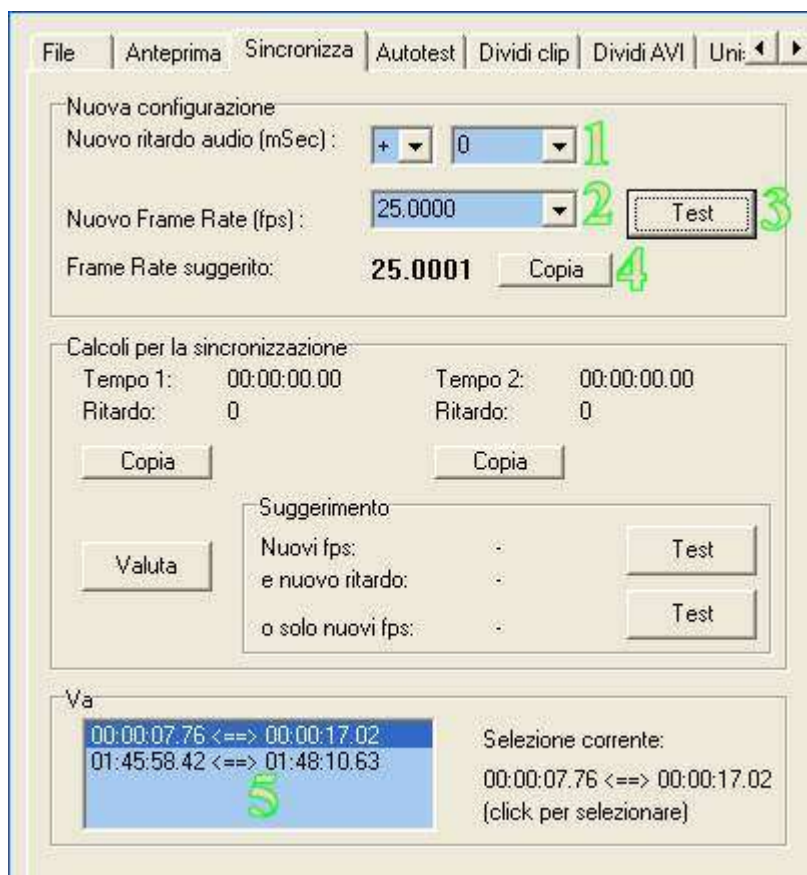 File Anteprima Sincronizza Autotest Dividi clip Dividi AVI Uni
Nuova configurazione
Nuovo ritardo audio (mSec) : + 0 1
Nuovo Frame Rate (fps) : 25.0000 2 Test 3
Frame Rate suggerito: 25.0001 Copia 4
Calcoli per la sincronizzazione
Tempo 1: 00:00:00.00 Tempo 2: 00:00:00.00
Ritardo: 0 Ritardo: 0
Copia Copia
Suggerimento
Valuta
Nuovi fps: - Test
e nuovo ritardo: -
o solo nuovi fps: - Test
Va
00:00:07.76 <==> 00:00:17.02
01:45:58.42 <==> 01:48:10.63
5
Selezione corrente:
00:00:07.76 <==> 00:00:17.02
(click per selezionare)